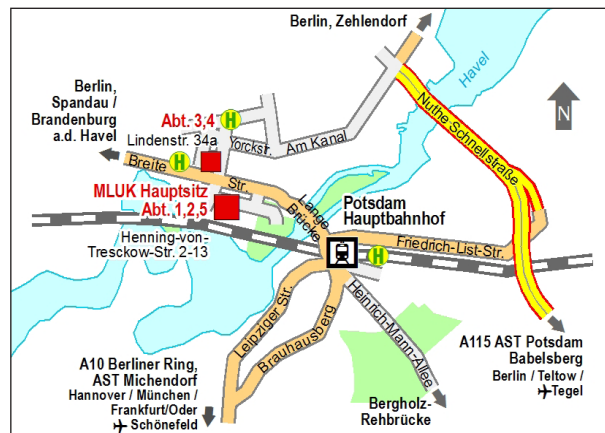 Berlin, Zehlendorf
Havel
Berlin,
Spandau /
Brandenburg
a.d. Havel
Abt. 3,4
H
Lindenstr. 34a
Yorckstr.
Am Kanal
Nuthe-Schnellstraße
N
H
Breite
Str.
MLUK Hauptsitz
Abt. 1,2,5
Lange
Brücke
Potsdam
Hauptbahnhof
Henning-von-
Tresckow-Str. 2-13
Friedrich-List-Str.
H
Leipziger Str.
Brauhausberg
Heinrich-Mann-Allee
A10 Berliner Ring,
AST Michendorf
Hannover / München /
Frankfurt/Oder
Schönefeld
Bergholz-
Rehbrücke
A115 AST Potsdam
Babelsberg
Berlin / Teltow /
Tegel